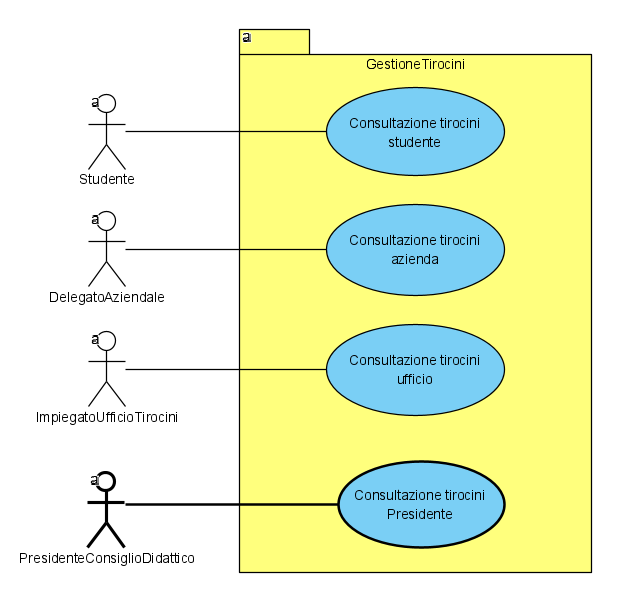 a
GestioneTirocini
a
Consultazione tirocini
studente
Studente
a
Consultazione tirocini
azienda
DelegatoAziendale
a
Consultazione tirocini
ufficio
ImpiegatoUfficioTirocini
a
Consultazione tirocini
Presidente
PresidenteConsiglioDidattico